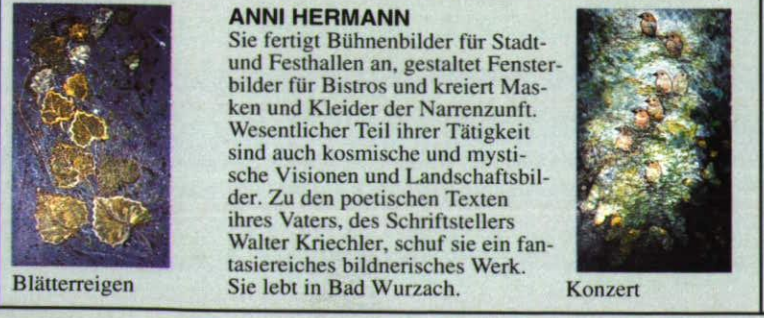 ANNI HERMANN
Sie fertigt Bühnenbilder für Stadt-
und Festhallen an, gestaltet Fenster-
bilder für Bistros und kreiert Mas-
ken und Kleider der Narrenzunft.
Wesentlicher Teil ihrer Tätigkeit
sind auch kosmische und mysti-
sche Visionen und Landschaftsbil-
der. Zu den poetischen Texten
ihres Vaters, des Schriftstellers
Walter Kriechler, schuf sie ein fan-
tasiereiches bildnerisches Werk.
Sie lebt in Bad Wurzach.
Blätterreigen
Konzert